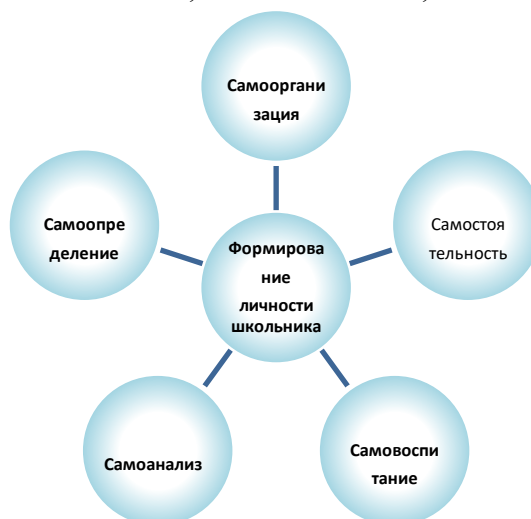 Самооргани
зация
Самоопре
деление
Самостоя
тельность
Формирова
ние
личности
школьника
Самоанализ
Самовоспи
тание